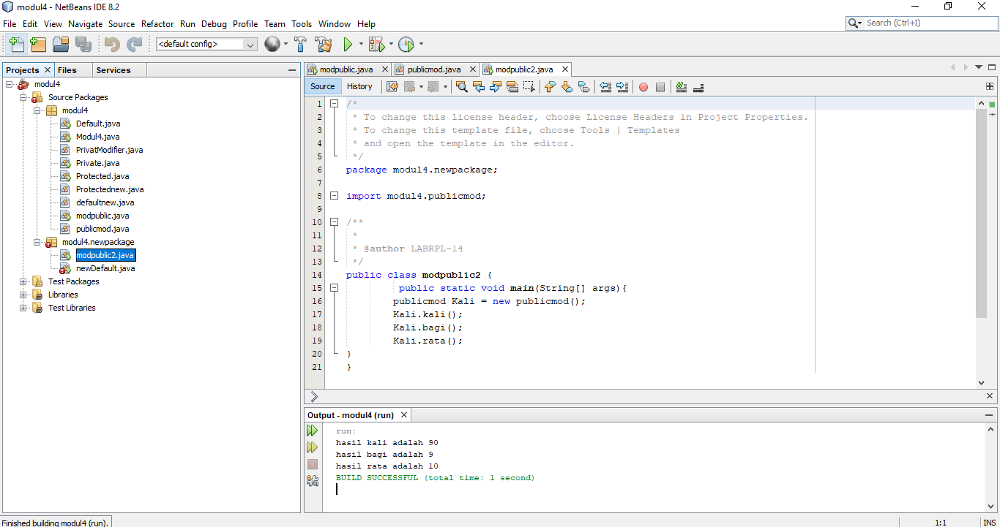 modul4 - NetBeans IDE 8.2
File Edit View Navigate Source Refactor Run Debug Profile Team Tools Window Help
Search (Ctrl+I)
<default config>
Projects Files Services
modul4
Source Packages
modul4
Default.java
Modul4.java
PrivatModifier.java
Private.java
Protected.java
Protectednew.java
defaultnew.java
modpublic.java
publicmod.java
modul4.newpackage
modpublic2.java
newDefault.java
Test Packages
Libraries
Test Libraries
modpublic.java publicmod.java modpublic2.java
Source History
1 /*
2 * To change this license header, choose License Headers in Project Properties.
3 * To change this template file, choose Tools | Templates
4 * and open the template in the editor.
5 */
6 package modul4.newpackage;
7
8 import modul4.publicmod;
9
10 /**
11 *
12 * @author LABRPL-14
13 */
14 public class modpublic2 {
15 public static void main(String[] args){
16 publicmod Kali = new publicmod();
17 Kali.kali();
18 Kali.bagi();
19 Kali.rata();
20 }
21 }
Output - modul4 (run)
run:
hasil kali adalah 90
hasil bagi adalah 9
hasil rata adalah 10
BUILD SUCCESSFUL (total time: 1 second)
Finished building modul4 (run).
1:1 INS